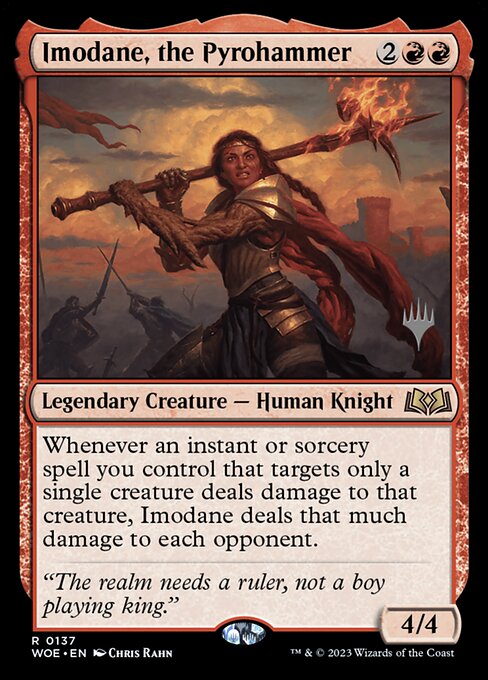 Imodane, the Pyrohammer 2
Legendary Creature — Human Knight
Whenever an instant or sorcery
spell you control that targets only a
single creature deals damage to that
creature, Imodane deals that much
damage to each opponent.
“The realm needs a ruler, not a boy
playing king.”
4/4
R 0137
WOE • EN Chris Rahn
™ & © 2023 Wizards of the Coast